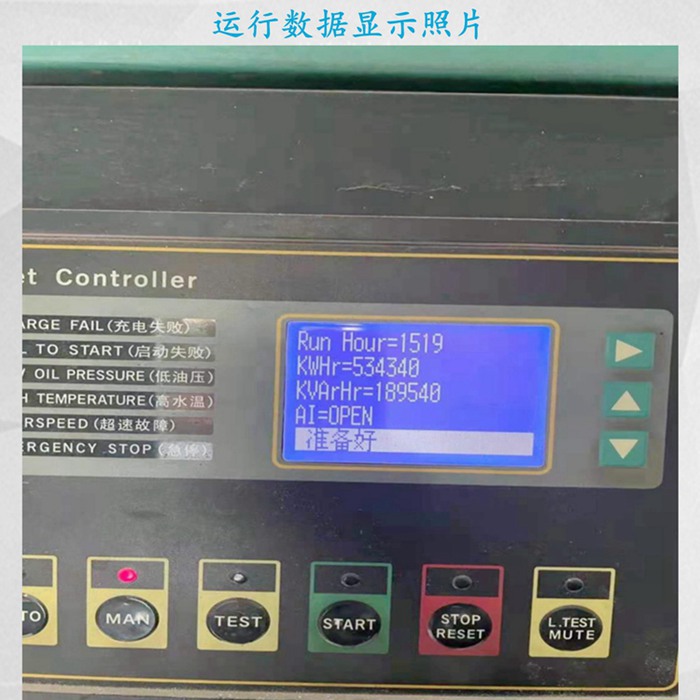 运行数据显示照片
et Controller
ARGE FAIL(充电失败)
L TO START(启动失败)
OIL PRESSURE(低油压)
H TEMPERATURE(高水温)
RSPEED(超速故障)
ERGENCY STOP(急停)
Run Hour=1519
KWHr=534340
KVArHr=189540
AI=OPEN
准备好
TO
MAN
TEST
START
STOP
RESET
L.TEST
MUTE